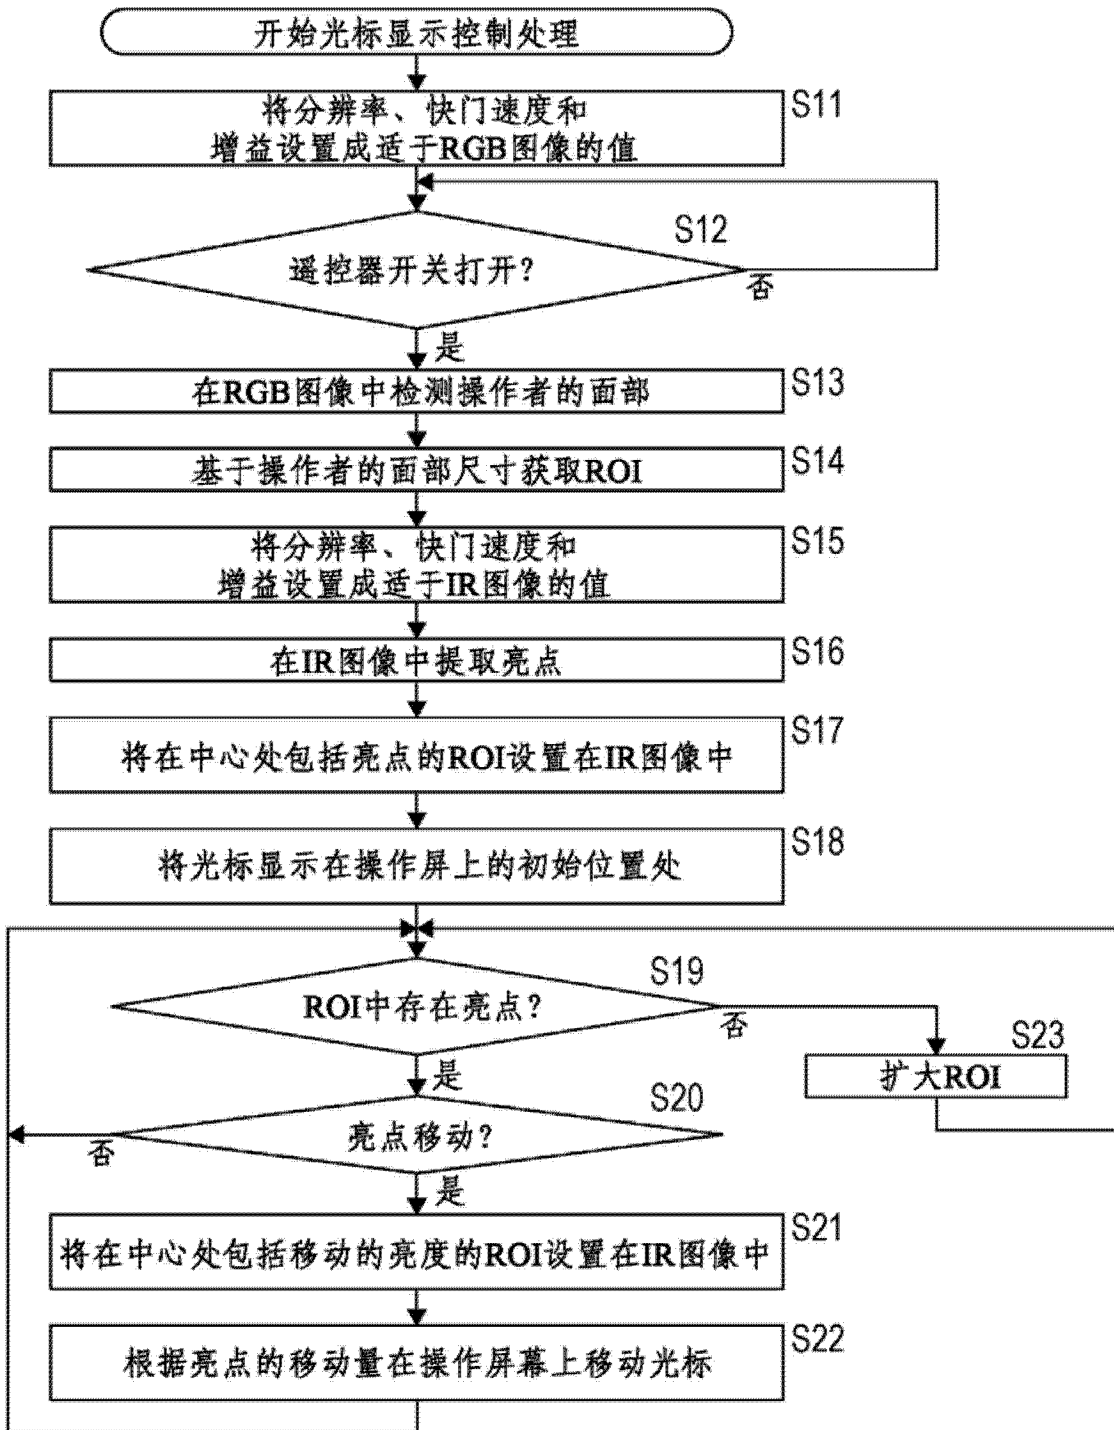 开始光标显示控制处理
S11
将分辨率、快门速度和
增益设置成适于RGB图像的值
S12
遥控器开关打开?
否
是
S13
在RGB图像中检测操作者的面部
S14
基于操作者的面部尺寸获取ROI
S15
将分辨率、快门速度和
增益设置成适于IR图像的值
S16
在IR图像中提取亮点
S17
将在中心处包括亮点的ROI设置在IR图像中
S18
将光标显示在操作屏上的初始位置处
S19
ROI中存在亮点?
否
是
S23
扩大ROI
S20
亮点移动?
否
是
S21
将在中心处包括移动的亮度的ROI设置在IR图像中
S22
根据亮点的移动量在操作屏幕上移动光标